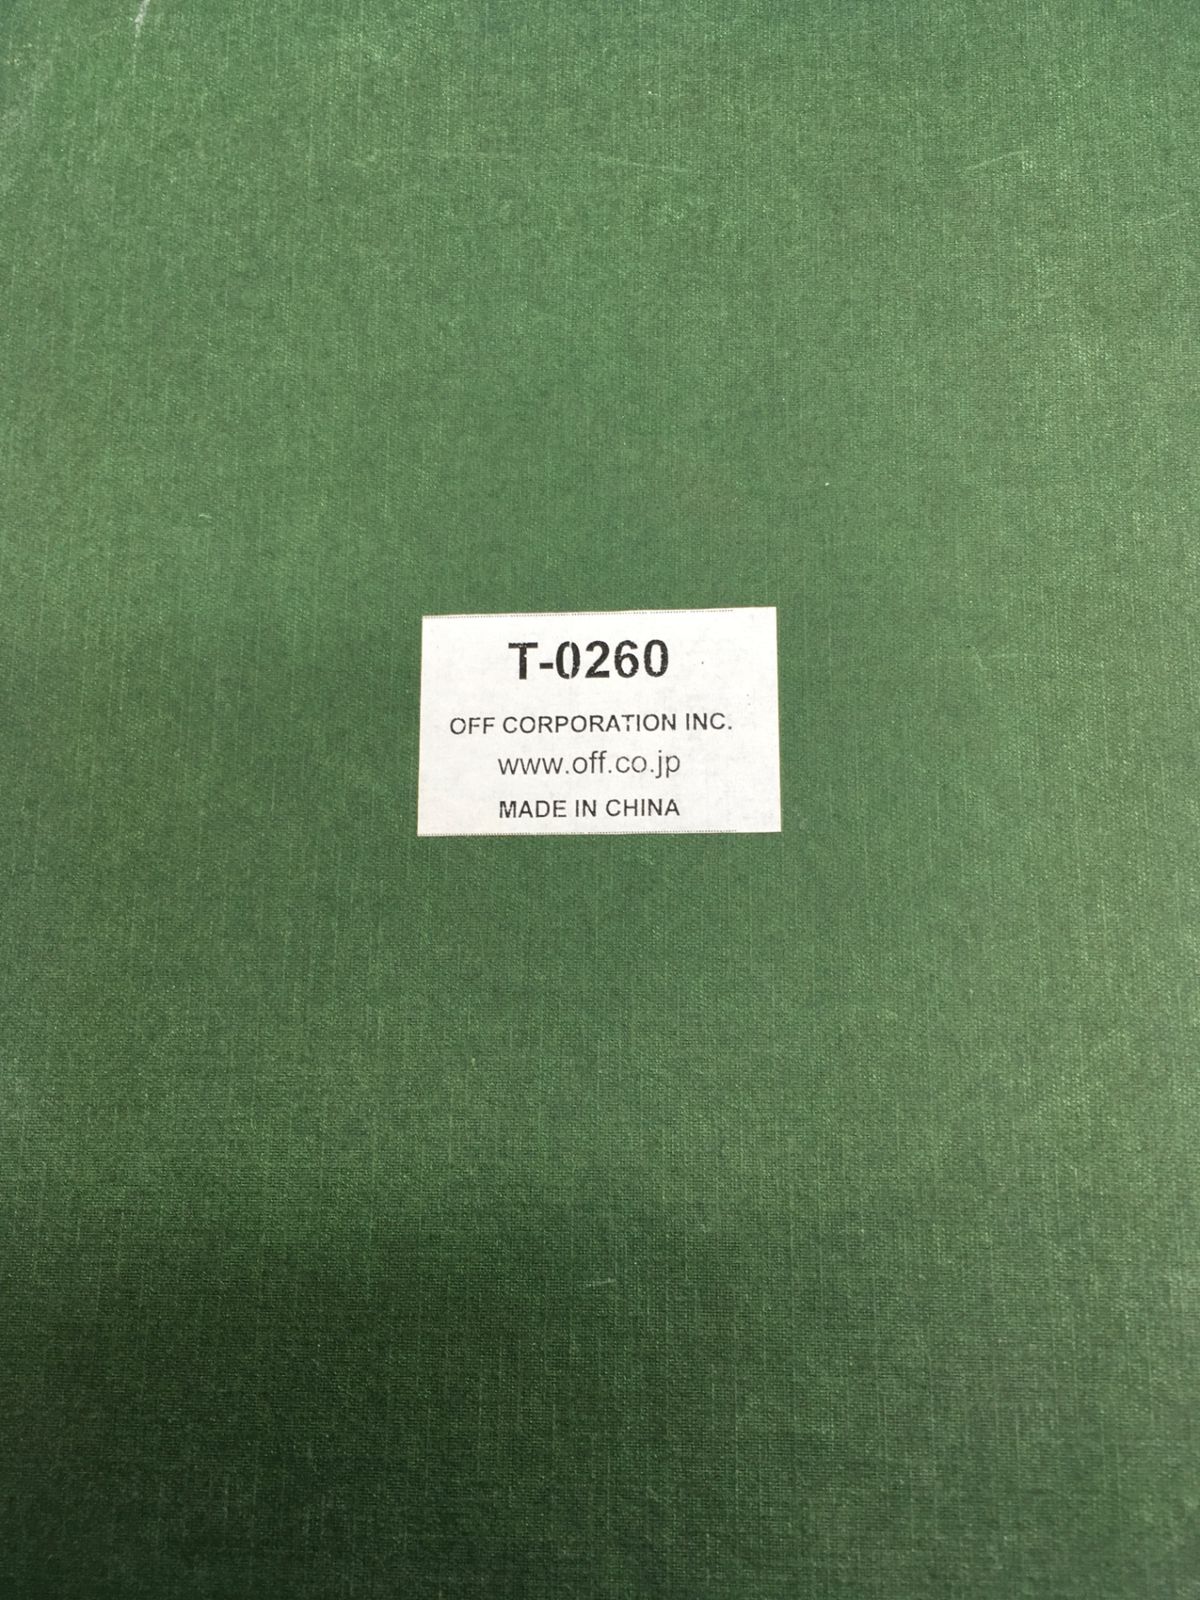 T-0260
OFF CORPORATION INC.
www.off.co.jp
MADE IN CHINA